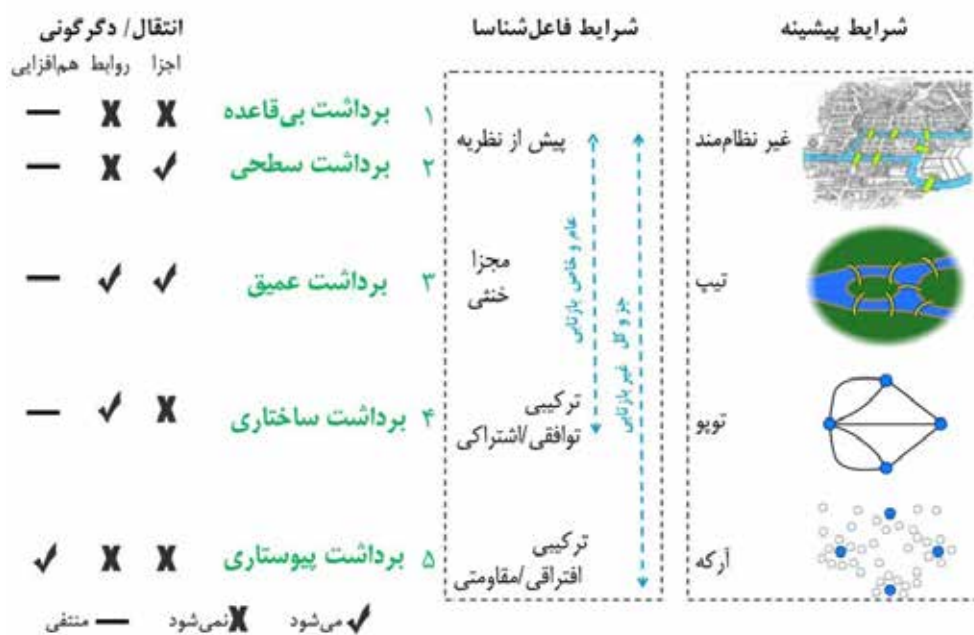 شرایط پیشینه
شرایط فاعل‌شناسا
انتقال/ دگرگونی
اجزا روابط هم‌افزایی
غیر نظام‌مند
پیش از نظریه
۱ برداشت بی‌قاعده
۲ برداشت سطحی
تیپ
مجزا
خنثی
۳ برداشت عمیق
عام و خاص بازتابی
جز و کل غیر بازتابی
توپو
ترکیبی
توافقی/اشتراکی
۴ برداشت ساختاری
آرکه
ترکیبی
افتراقی/مقاومتی
۵ برداشت پیوستاری
می‌شود نمی‌شود منتفی